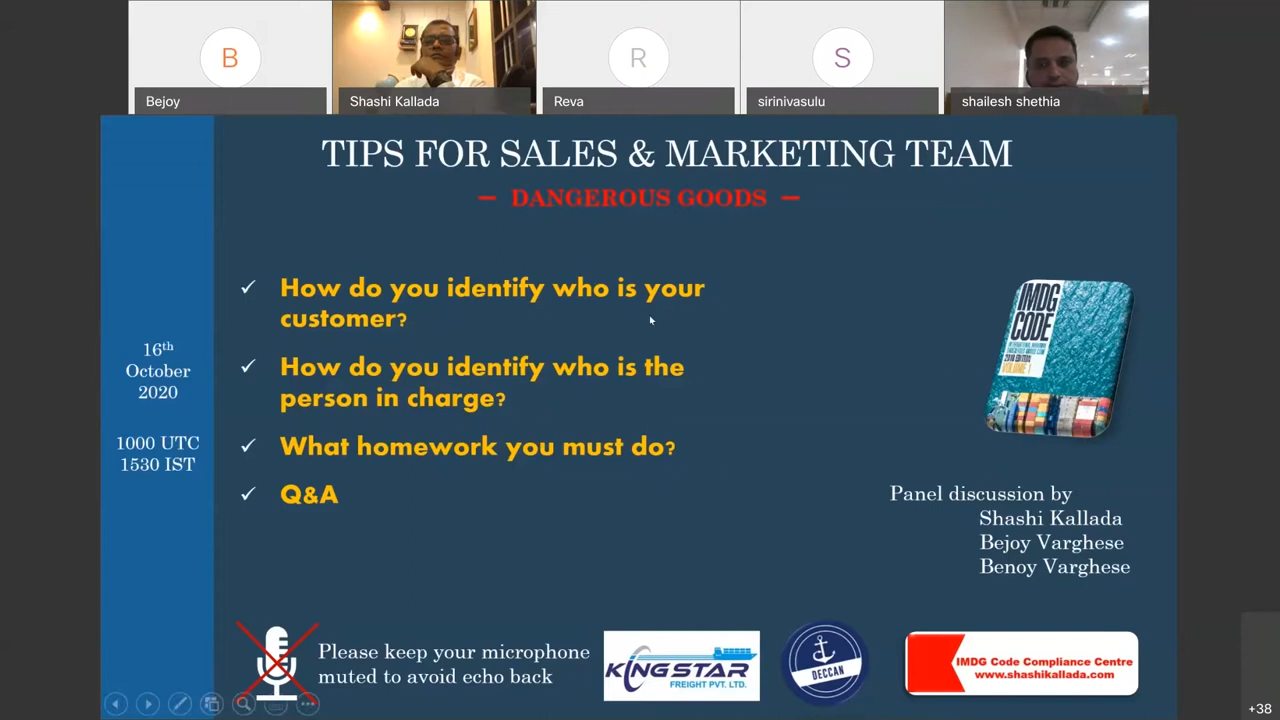 B
R
S
Bejoy
Shashi Kallada
Reva
sirinivasulu
shailesh shethia
TIPS FOR SALES & MARKETING TEAM
— DANGEROUS GOODS —
16th
October
2020
1000 UTC
1530 IST
How do you identify who is your
customer?
How do you identify who is the
person in charge?
What homework you must do?
Q&A
IMDG
CODE
VOLUME 1
Panel discussion by
Shashi Kallada
Bejoy Varghese
Benoy Varghese
Please keep your microphone
muted to avoid echo back
KINGSTAR
FREIGHT PVT. LTD.
DECCAN
IMDG Code Compliance Centre
www.shashikallada.com
+38